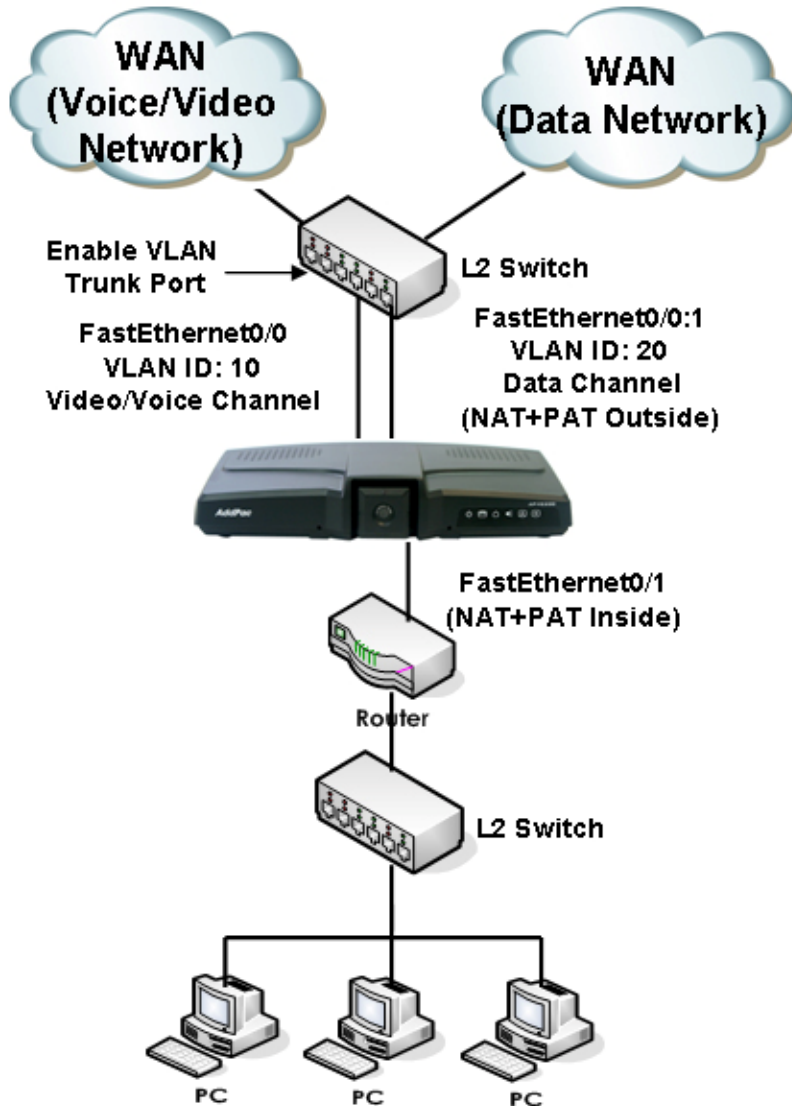 WAN
(Voice/Video
Network)
WAN
(Data Network)
Enable VLAN
Trunk Port
L2 Switch
FastEthernet0/0
VLAN ID: 10
Video/Voice Channel
FastEthernet0/0:1
VLAN ID: 20
Data Channel
(NAT+PAT Outside)
AddPac
FastEthernet0/1
(NAT+PAT Inside)
Router
L2 Switch
PC
PC
PC